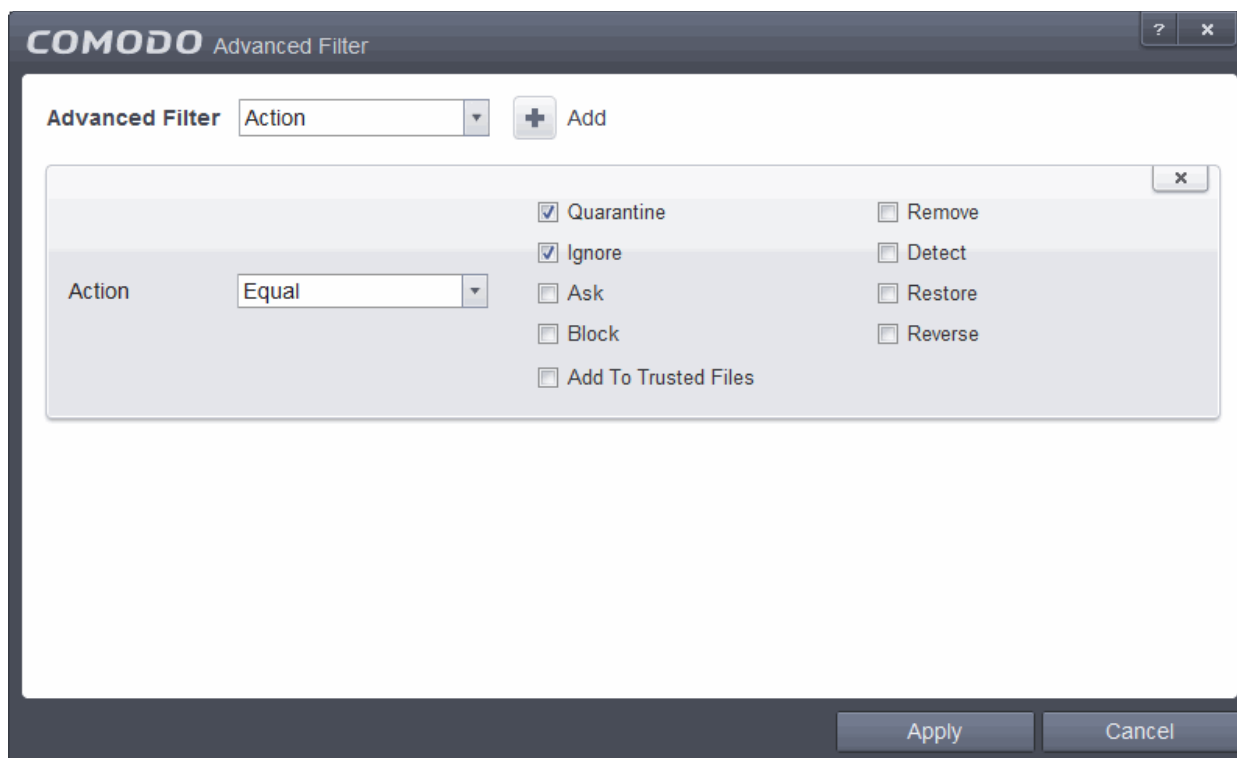 COMODO Advanced Filter
? ×
Advanced Filter Action + Add
×
Quarantine Remove
Ignore Detect
Action Equal Ask Restore
Block Reverse
Add To Trusted Files
Apply Cancel